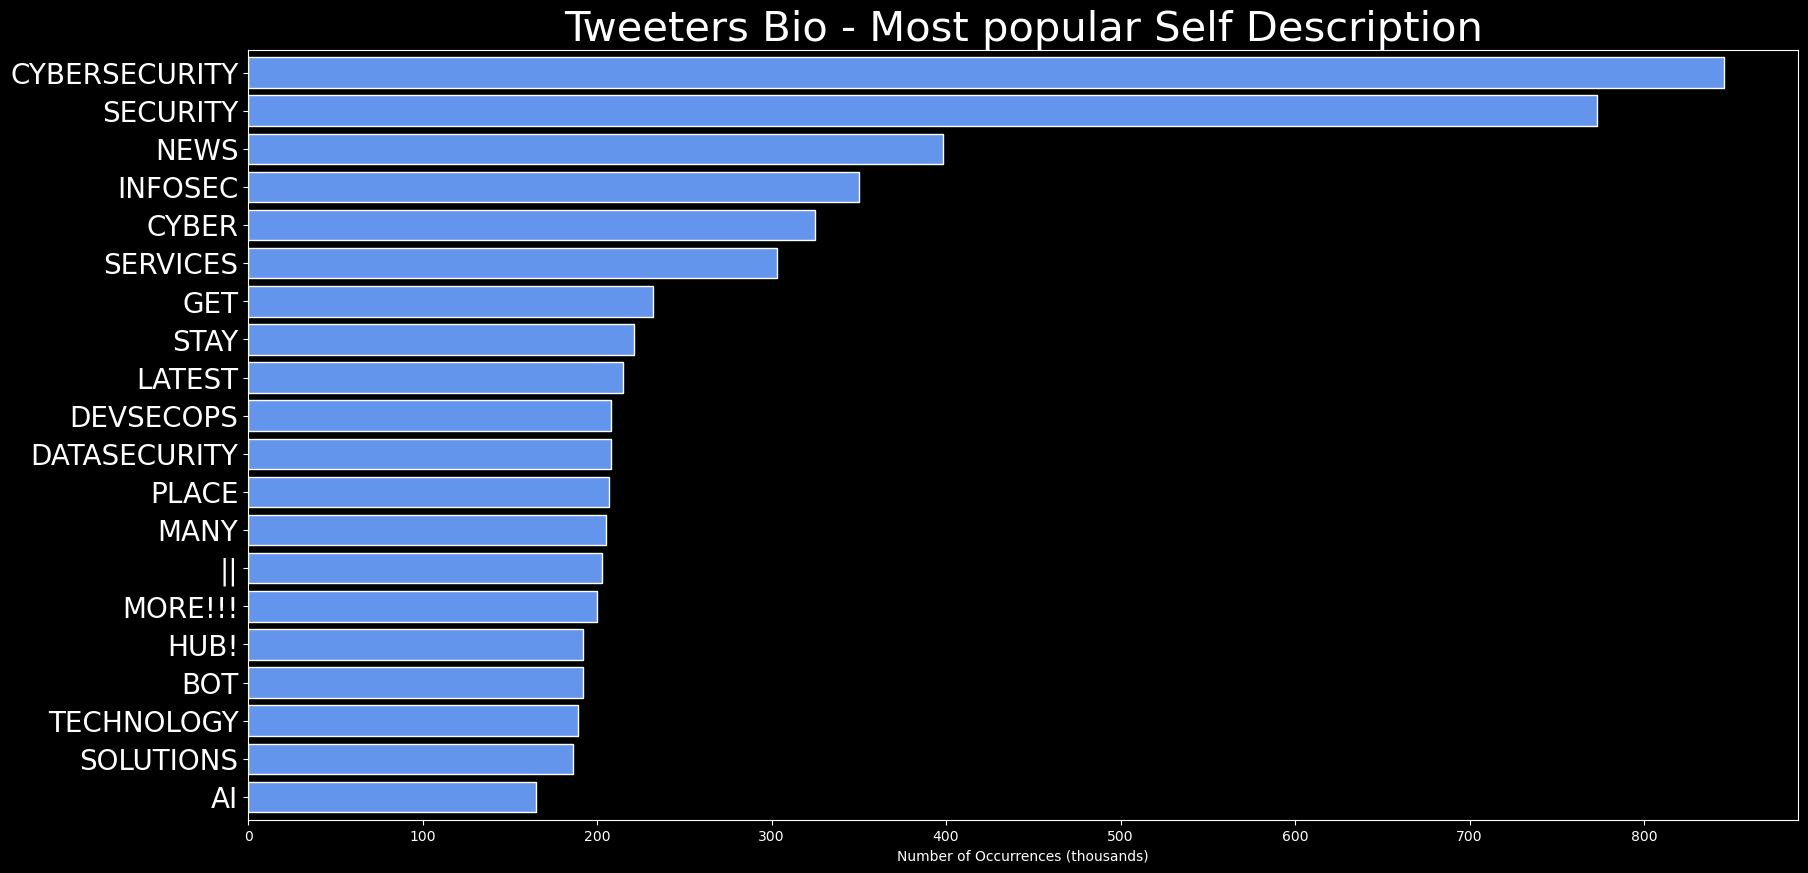 Tweeters Bio - Most popular Self Description
CYBERSECURITY
SECURITY
NEWS
INFOSEC
CYBER
SERVICES
GET
STAY
LATEST
DEVSECOPS
DATASECURITY
PLACE
MANY
||
MORE!!!
HUB!
BOT
TECHNOLOGY
SOLUTIONS
AI
0 100 200 300 400 500 600 700 800
Number of Occurrences (thousands)